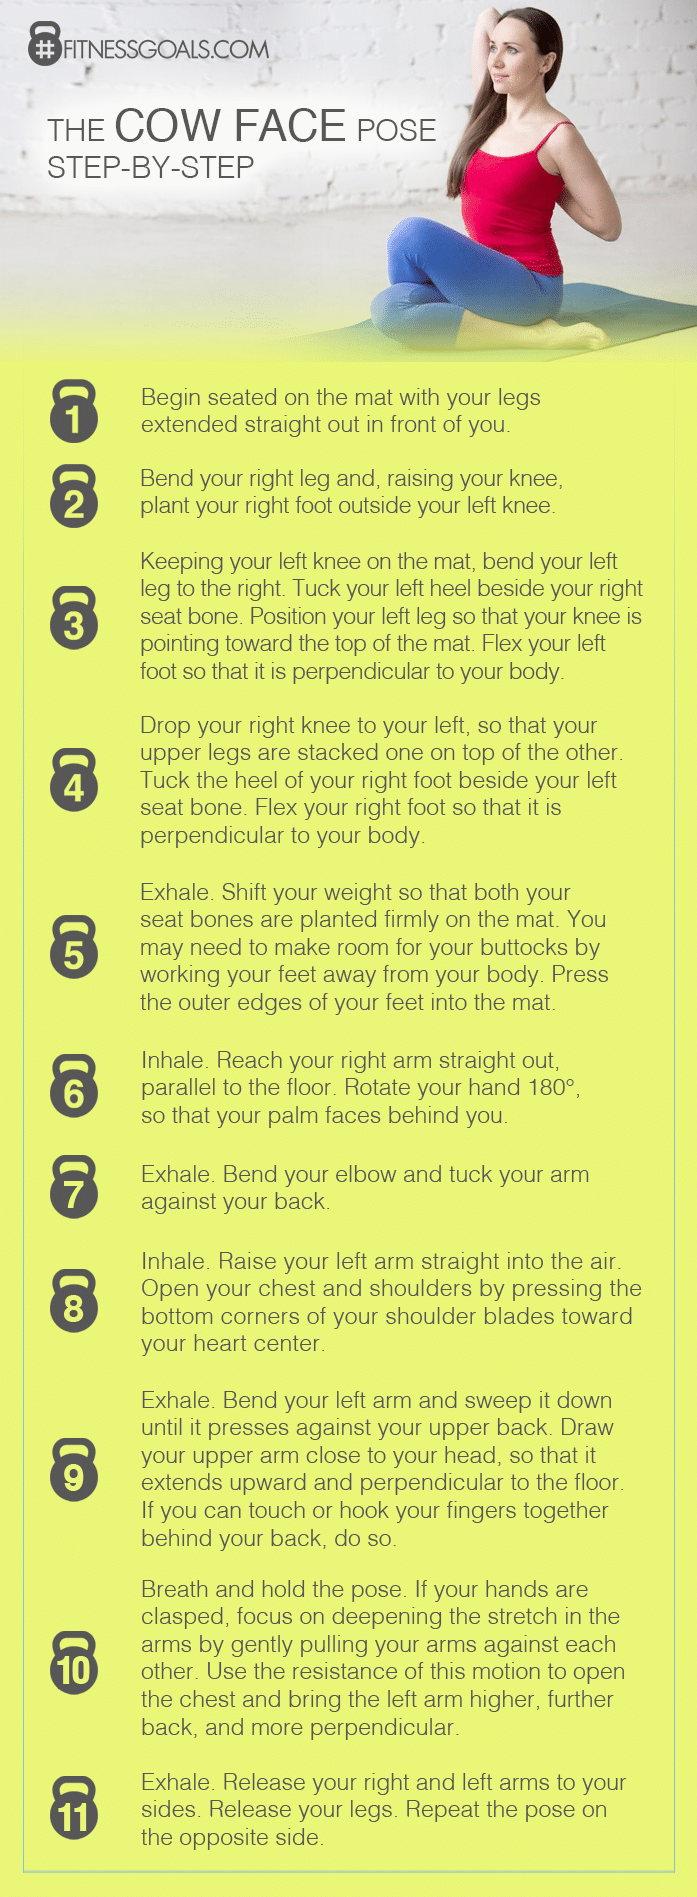 #FITNESSGOALS.COM
THE COW FACE POSE
STEP-BY-STEP
1
Begin seated on the mat with your legs
extended straight out in front of you.
2
Bend your right leg and, raising your knee,
plant your right foot outside your left knee.
3
Keeping your left knee on the mat, bend your left
leg to the right. Tuck your left heel beside your right
seat bone. Position your left leg so that your knee is
pointing toward the top of the mat. Flex your left
foot so that it is perpendicular to your body.
4
Drop your right knee to your left, so that your
upper legs are stacked one on top of the other.
Tuck the heel of your right foot beside your left
seat bone. Flex your right foot so that it is
perpendicular to your body.
5
Exhale. Shift your weight so that both your
seat bones are planted firmly on the mat. You
may need to make room for your buttocks by
working your feet away from your body. Press
the outer edges of your feet into the mat.
6
Inhale. Reach your right arm straight out,
parallel to the floor. Rotate your hand 180°,
so that your palm faces behind you.
7
Exhale. Bend your elbow and tuck your arm
against your back.
8
Inhale. Raise your left arm straight into the air.
Open your chest and shoulders by pressing the
bottom corners of your shoulder blades toward
your heart center.
9
Exhale. Bend your left arm and sweep it down
until it presses against your upper back. Draw
your upper arm close to your head, so that it
extends upward and perpendicular to the floor.
If you can touch or hook your fingers together
behind your back, do so.
10
Breath and hold the pose. If your hands are
clasped, focus on deepening the stretch in the
arms by gently pulling your arms against each
other. Use the resistance of this motion to open
the chest and bring the left arm higher, further
back, and more perpendicular.
11
Exhale. Release your right and left arms to your
sides. Release your legs. Repeat the pose on
the opposite side.